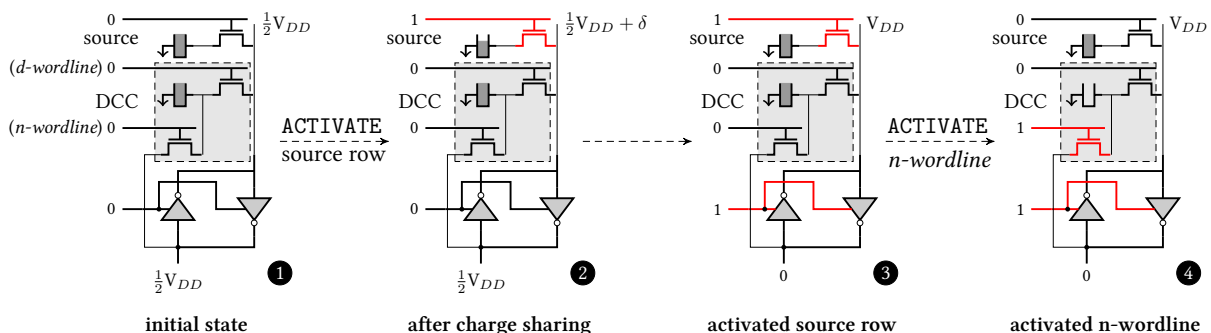 0
½V_DD
source
(d-wordline) 0
DCC
(n-wordline) 0
0
½V_DD
1
initial state
ACTIVATE
source row
1
½V_DD + δ
source
0
DCC
0
0
½V_DD
2
after charge sharing
1
V_DD
source
0
DCC
0
1
0
3
activated source row
ACTIVATE
n-wordline
0
V_DD
source
0
DCC
1
1
0
4
activated n-wordline